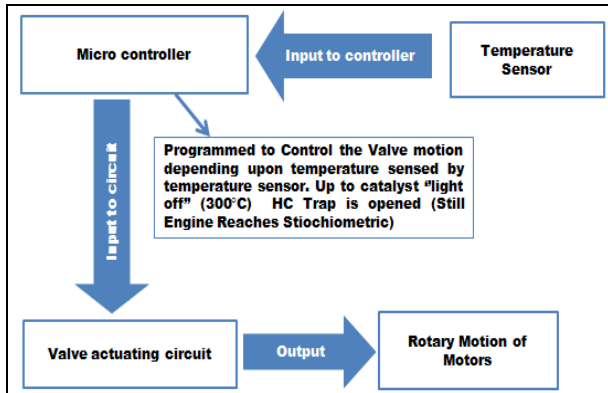 Micro controller
Input to controller
Temperature
Sensor
Input to circuit
Programmed to Control the Valve motion
depending upon temperature sensed by
temperature sensor. Up to catalyst “light
off” (300°C) HC Trap is opened (Still
Engine Reaches Stiochiometric)
Valve actuating circuit
Output
Rotary Motion of
Motors